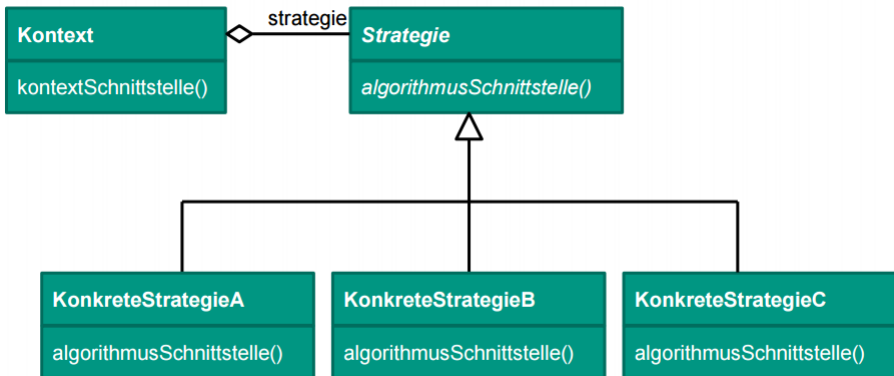 Kontext
strategie
Strategie
kontextSchnittstelle()
algorithmusSchnittstelle()
KonkreteStrategieA
KonkreteStrategieB
KonkreteStrategieC
algorithmusSchnittstelle()
algorithmusSchnittstelle()
algorithmusSchnittstelle()